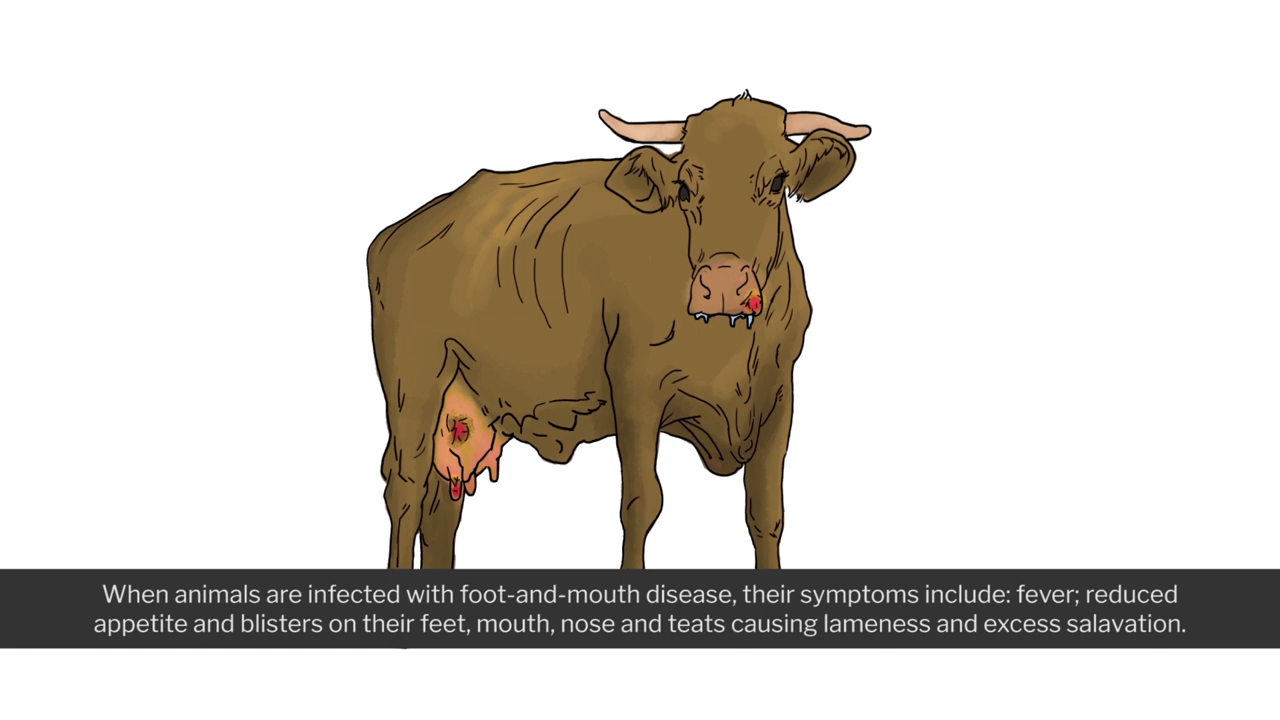 When animals are infected with foot-and-mouth disease, their symptoms include: fever; reduced
appetite and blisters on their feet, mouth, nose and teats causing lameness and excess salavation.